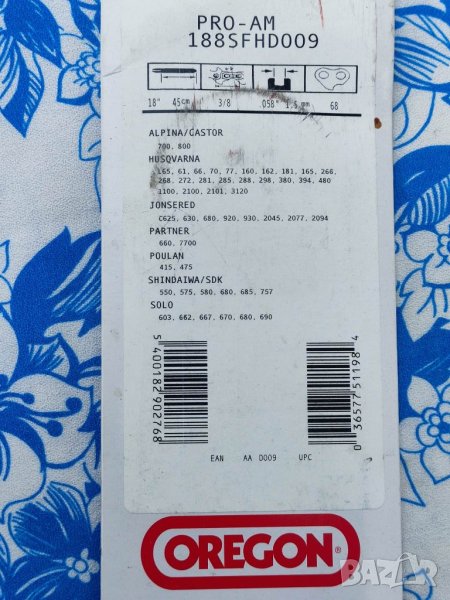 PRO-AM
188SFHD009
18" 45cm 3/8 .058" 1.5 mm 68
ALPINA/CASTOR
700, 800
HUSQVARNA
L65, 61, 66, 70, 77, 160, 162, 181, 165, 266,
268, 272, 281, 285, 288, 298, 380, 394, 480
1100, 2100, 2101, 3120
JONSERED
C625, 630, 680, 920, 930, 2045, 2077, 2094
PARTNER
660, 7700
POULAN
415, 475
SHINDAIWA/SDK
550, 575, 580, 680, 685, 757
SOLO
603, 662, 667, 670, 680, 690
5 400182 902768
0 36577 51198 4
EAN AA D009 UPC
OREGON®
BAZAR.bg